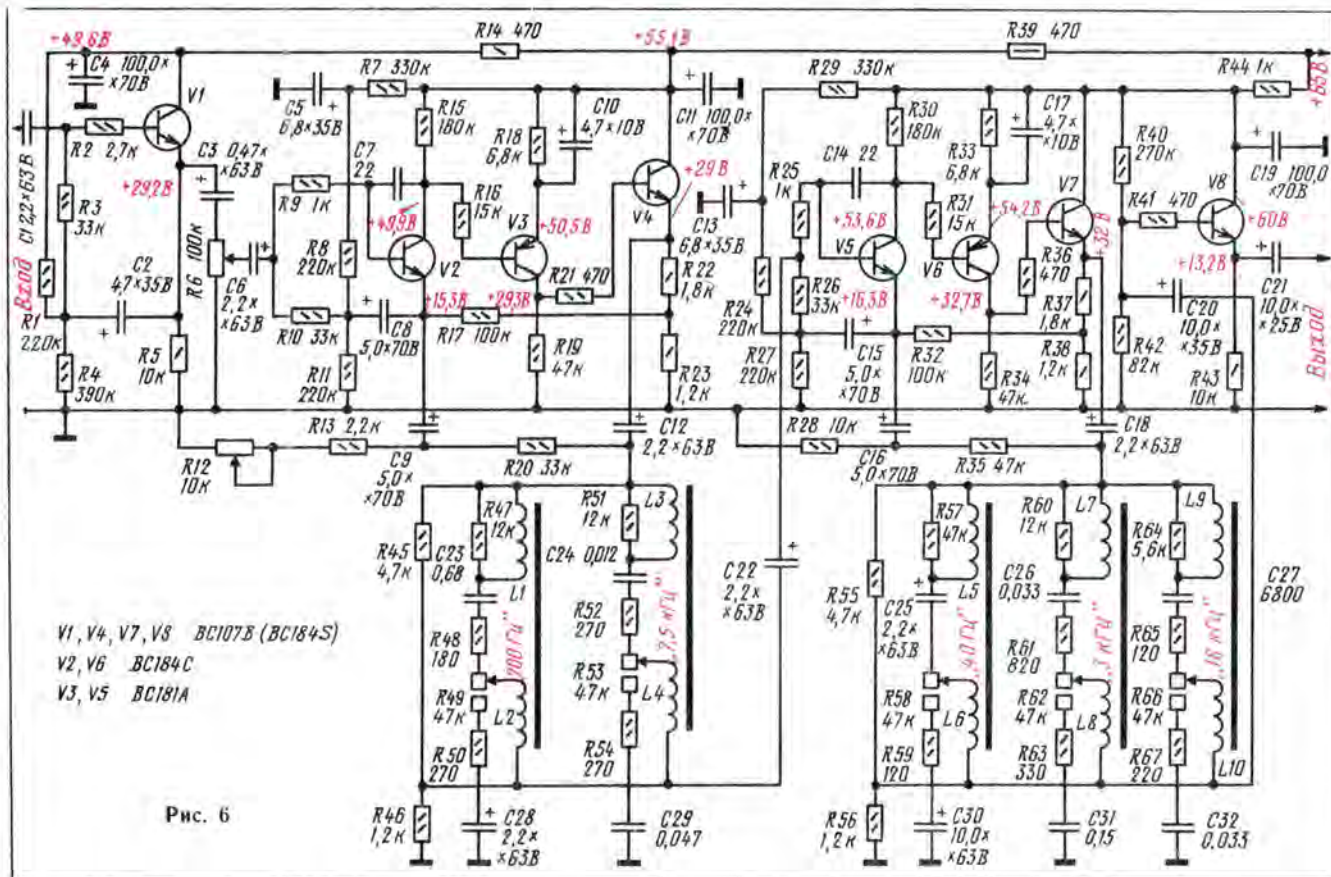 +49,6В
R14 470
+55,1В
R39 470
C4 100,0×
×70В
V1
R7 330к
C5
6,8×35В
R15
180к
C10
4,7×10В
R18
6,8к
C11 100,0×
×70В
R29 330к
R30
180к
C17
4,7×
×10В
R33
6,8к
R44 1к
+65В
R40
270к
C19 100,0
×70В
C1 2,2×63В
R2 2,7к
C3 0,47×
×63В
C7
22
R9 1к
R16
15к
+49,9В
V3
+50,5В
V4
+29В
R25
1к
C14 22
R31
15к
+54,2В
V7
R41 470
V8
+60В
R3
33к
+29,2В
R6 100к
R8
220к
V2
R21 470
C13
6,8×35В
+53,6В
V5
V6
R36
470
+32В
+13,2В
C21
10,0×
×25В
Вход
C2
4,7×35В
C6
2,2×
×63В
+15,3В
+29,3В
R22
1,8к
R26
33к
+16,3В
+32,7В
R37
1,8к
C20
10,0×
×35В
R1
220к
R10 33к
C8
5,0×70В
R17
100к
R24
220к
C15
5,0×
×70В
R32
100к
R38
1,2к
R42
82к
Выход
R4
390к
R5
10к
R11
220к
R19
47к
R23
1,2к
R27
220к
R34
47к
R43
10к
R12
10к
R13 2,2к
C9
5,0×
×70В
R20 33к
C12
2,2×63В
R28 10к
C16
5,0×70В
R35 47к
C18
2,2×63В
R45
4,7к
R47
12к
C23
0,68
L1
R51
12к
L3
C24 0,012
C22
2,2×
×63В
R55
4,7к
R57
47к
L5
C25
2,2×
×63В
R60
12к
L7
C26
0,033
R64
5,6к
L9
C27
6800
V1, V4, V7, V8 BC107B (BC184S)
V2, V6 BC184C
V3, V5 BC181A
R48
180
„200 Гц"
R52
270
„7,5 кГц"
„40 Гц"
R61
820
„3 кГц"
R65
120
„16 кГц"
R49
47к
L2
R53
47к
L4
R58
47к
L6
R62
47к
L8
R66
47к
L10
R50
270
R54
270
R59
120
R63
330
R67
220
Рис. 6
R46
1,2к
C28
2,2×
×63В
C29
0,047
R56
1,2к
C30
10,0×
×63В
C31
0,15
C32
0,033